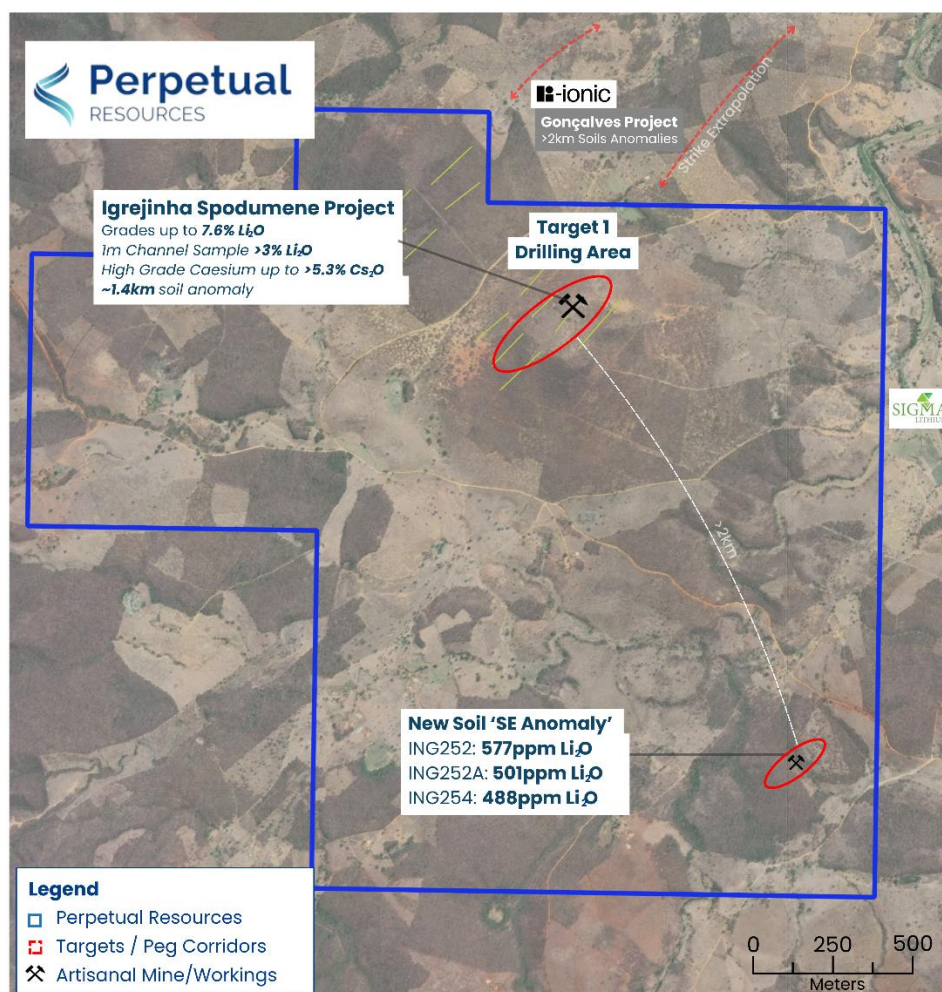 Perpetual
RESOURCES
ionic
Gonçalves Project
>2km Soils Anomalies
Strike Extrapolation
Igrejinha Spodumene Project
Grades up to 7.6% Li₂O
1m Channel Sample >3% Li₂O
High Grade Caesium up to >5.3% Cs₂O
~1.4km soil anomaly
Target 1
Drilling Area
SIGMA
LITHIUM
>2km
New Soil ‘SE Anomaly’
ING252: 577ppm Li₂O
ING252A: 501ppm Li₂O
ING254: 488ppm Li₂O
Legend
Perpetual Resources
Targets / Peg Corridors
Artisanal Mine/Workings
0 250 500
Meters